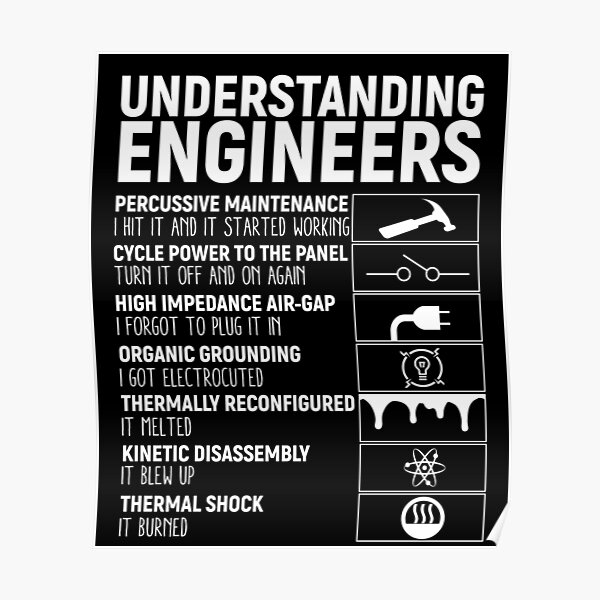 UNDERSTANDING
ENGINEERS
PERCUSSIVE MAINTENANCE
I HIT IT AND IT STARTED WORKING
CYCLE POWER TO THE PANEL
TURN IT OFF AND ON AGAIN
HIGH IMPEDANCE AIR-GAP
I FORGOT TO PLUG IT IN
ORGANIC GROUNDING
I GOT ELECTROCUTED
THERMALLY RECONFIGURED
IT MELTED
KINETIC DISASSEMBLY
IT BLEW UP
THERMAL SHOCK
IT BURNED